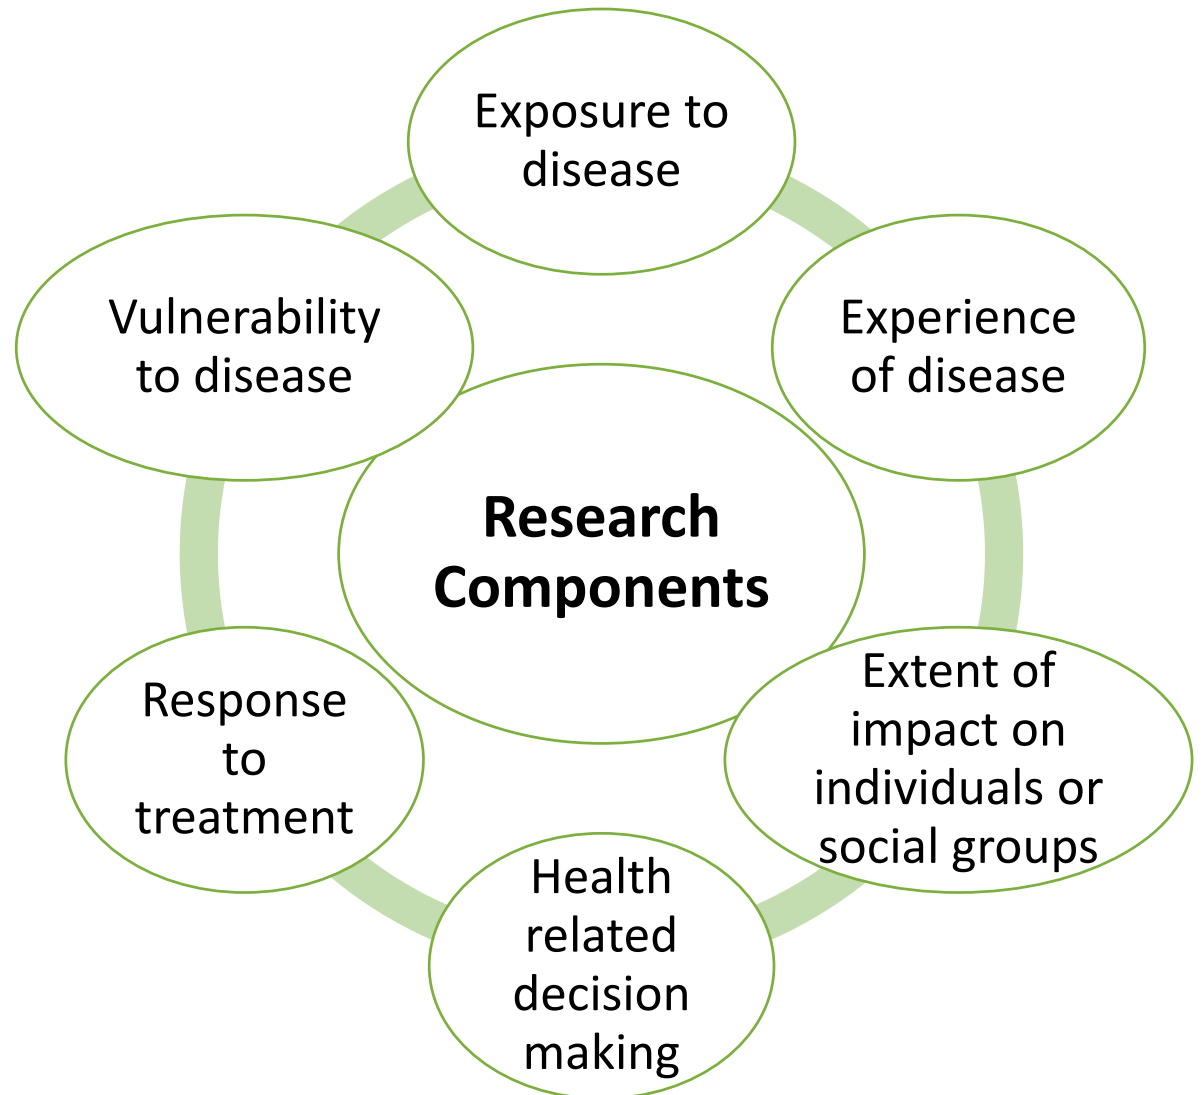 Exposure to
disease
Experience
of disease
Extent of
impact on
individuals or
social groups
Health
related
decision
making
Response
to
treatment
Vulnerability
to disease
Research
Components